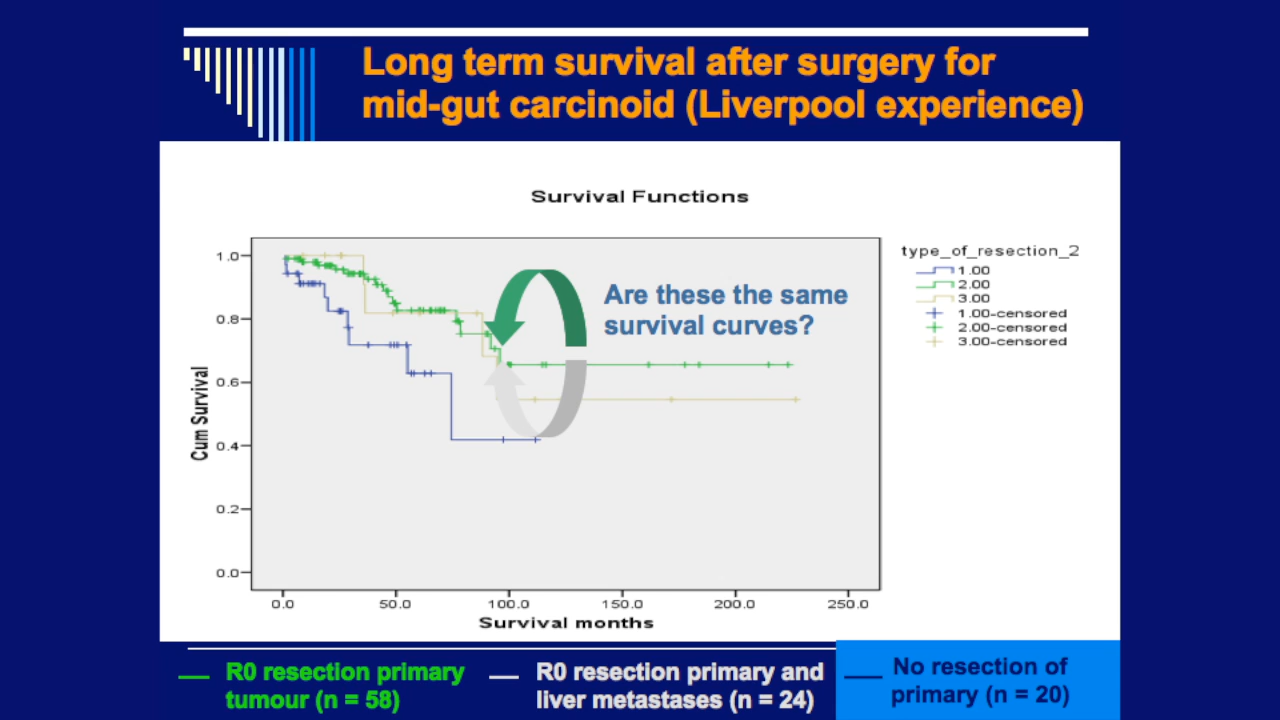 Long term survival after surgery for
mid-gut carcinoid (Liverpool experience)
Survival Functions
Cum Survival
1.0
0.8
0.6
0.4
0.2
0.0
0.0 50.0 100.0 150.0 200.0 250.0
Survival months
Are these the same
survival curves?
type_of_resection_2
1.00
2.00
3.00
1.00-censored
2.00-censored
3.00-censored
R0 resection primary
tumour (n = 58)
R0 resection primary and
liver metastases (n = 24)
No resection of
primary (n = 20)